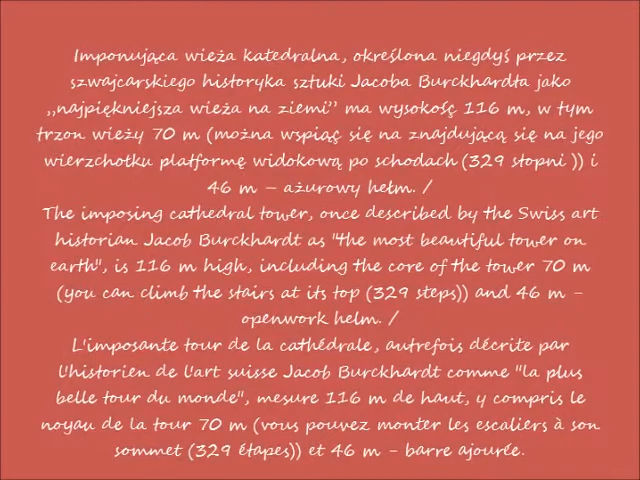 Imponująca wieża katedralna, określona niegdyś przez
szwajcarskiego historyka sztuki Jacoba Burckhardta jako
„najpiękniejsza wieża na ziemi” ma wysokość 116 m, w tym
trzon wieży 70 m (można wspiąć się na znajdującą się na jego
wierzchołku platformę widokową po schodach (329 stopni )) i
46 m – ażurowy hełm. /
The imposing cathedral tower, once described by the Swiss art
historian Jacob Burckhardt as "the most beautiful tower on
earth", is 116 m high, including the core of the tower 70 m
(you can climb the stairs at its top (329 steps)) and 46 m –
openwork helm. /
L'imposante tour de la cathédrale, autrefois décrite par
l'historien de l'art suisse Jacob Burckhardt comme "la plus
belle tour du monde", mesure 116 m de haut, y compris le
noyau de la tour 70 m (vous pouvez monter les escaliers à son
sommet (329 étapes)) et 46 m – barre ajourée.